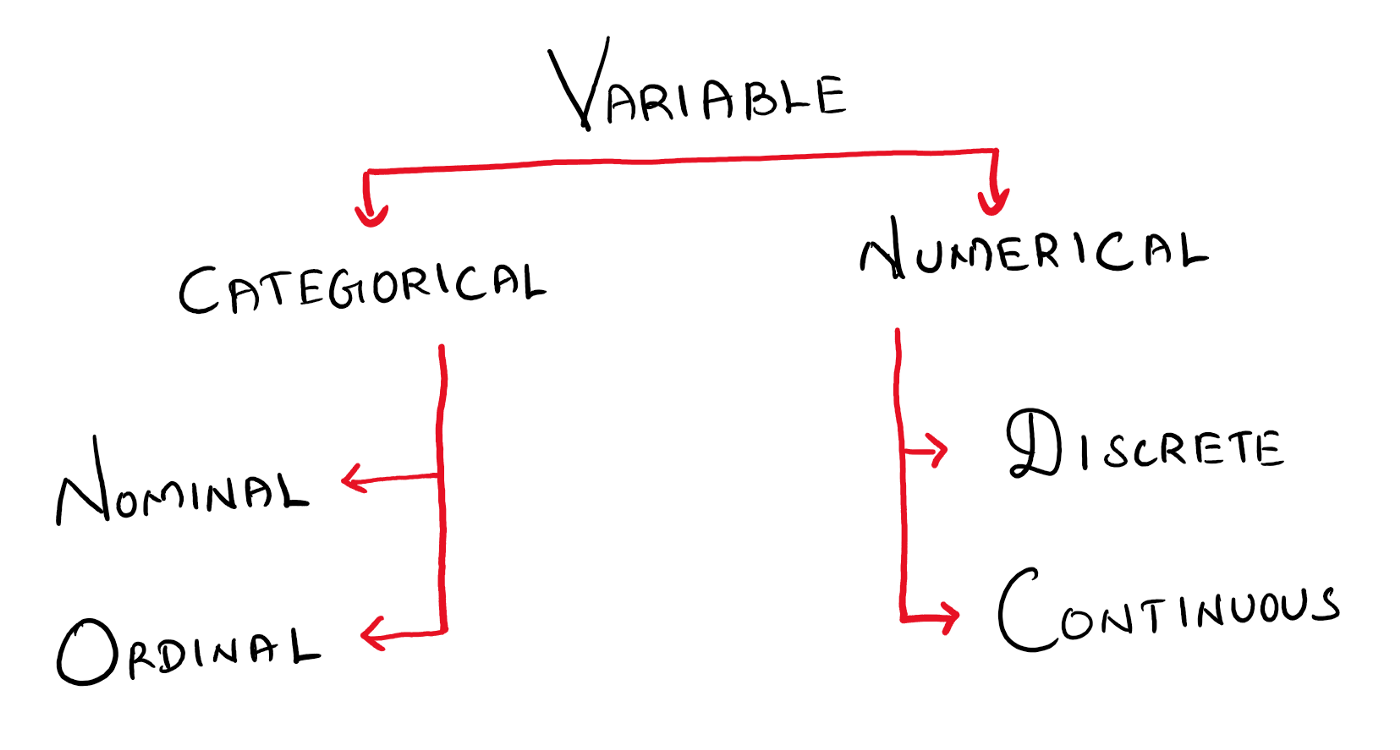 VARIABLE
CATEGORICAL
NUMERICAL
NOMINAL
DISCRETE
ORDINAL
CONTINUOUS